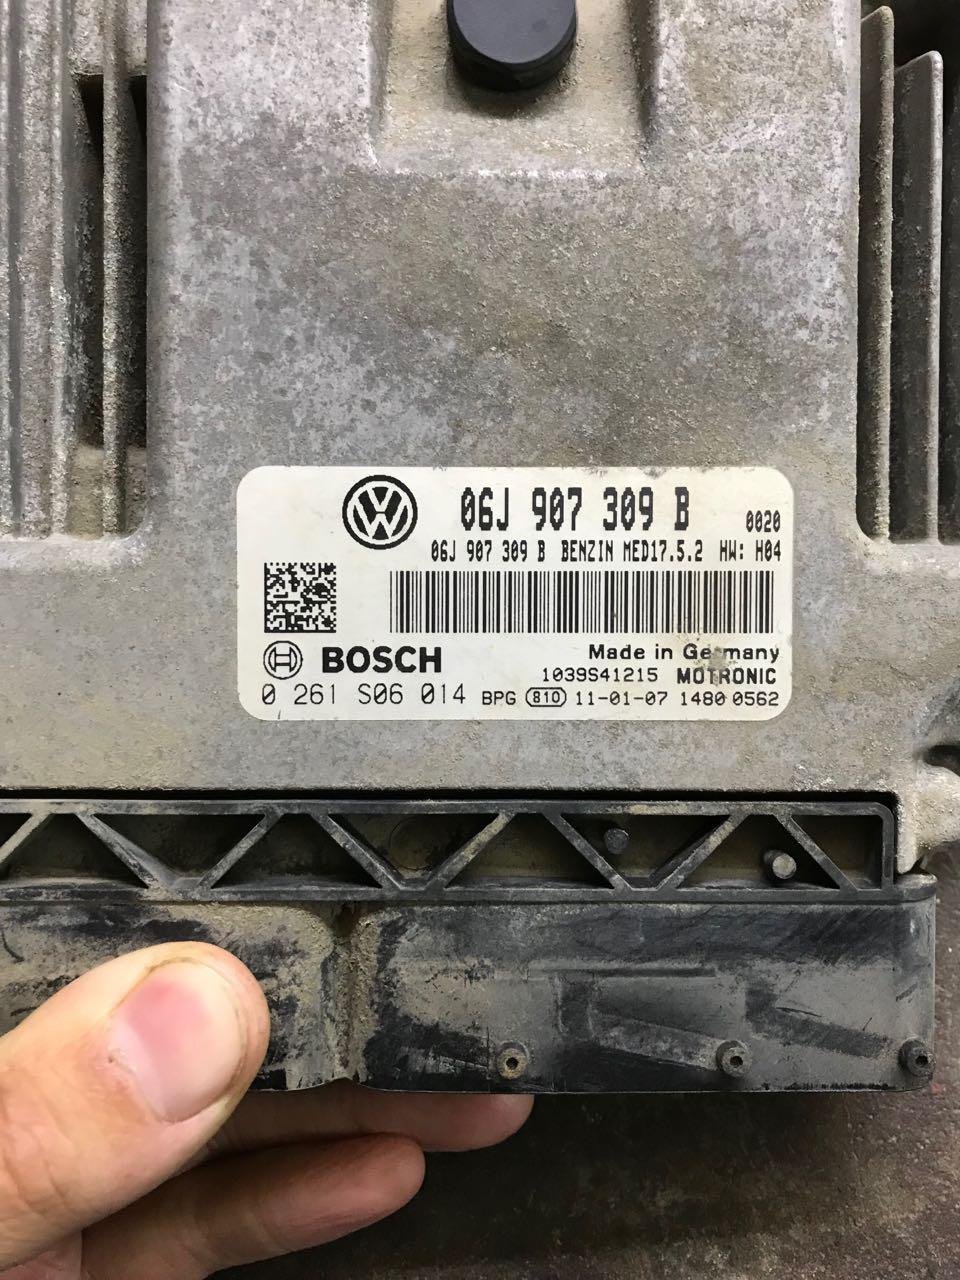 06J 907 309 B 0020
06J 907 309 B BENZIN MED17.5.2 HW: H04
BOSCH Made in Germany
1039S41215 MOTRONIC
0 261 S06 014 BPG 810 11-01-07 1480 0562